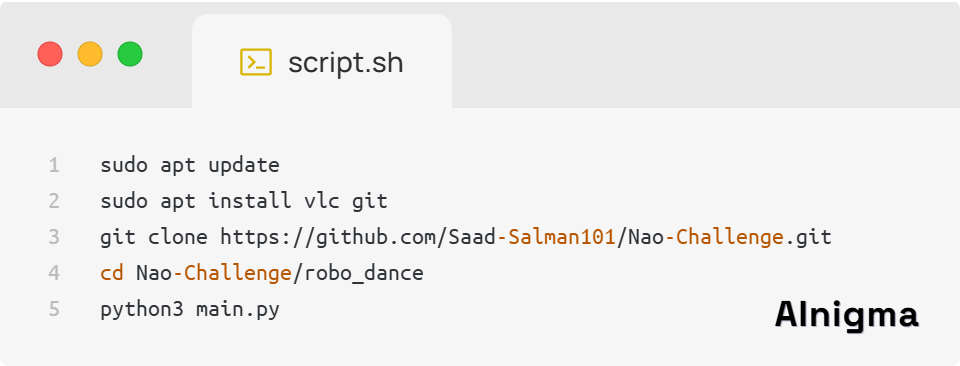 script.sh
1 sudo apt update
2 sudo apt install vlc git
3 git clone https://github.com/Saad-Salman101/Nao-Challenge.git
4 cd Nao-Challenge/robo_dance
5 python3 main.py
AInigma